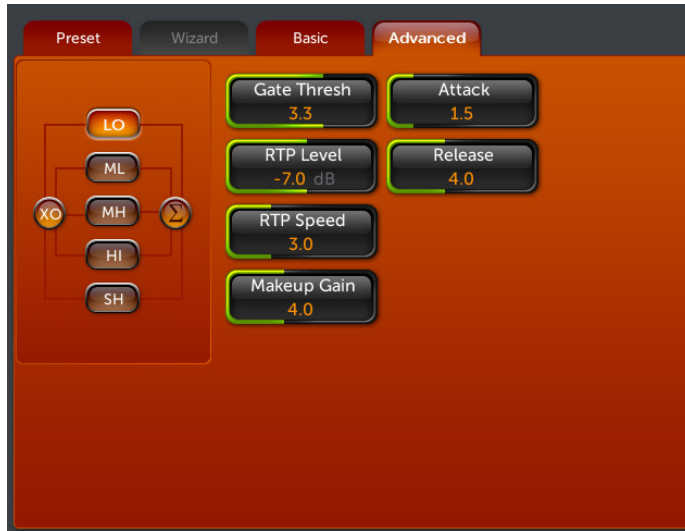 Preset Wizard Basic Advanced
LO
ML
XO MH Σ
HI
SH
Gate Thresh
3.3
Attack
1.5
RTP Level
-7.0 dB
Release
4.0
RTP Speed
3.0
Makeup Gain
4.0